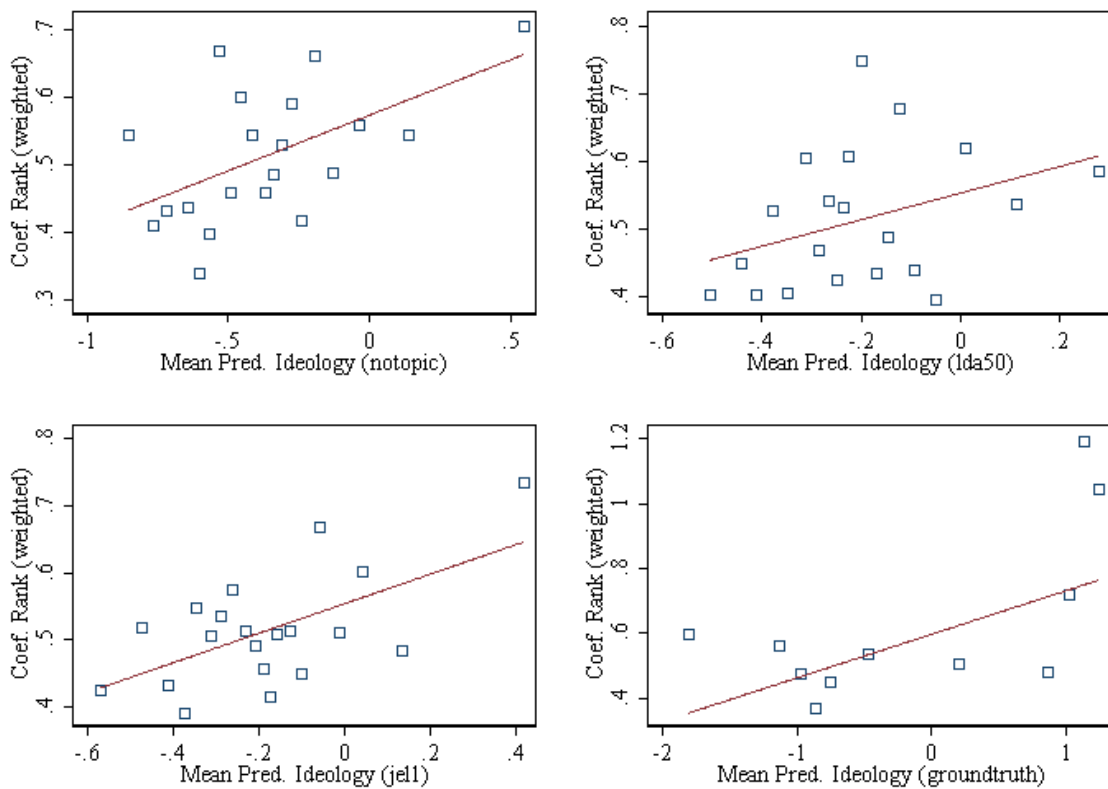 Coef. Rank (weighted)
.3 .4 .5 .6 .7
-1 -.5 0 .5
Mean Pred. Ideology (notopic)
Coef. Rank (weighted)
.4 .5 .6 .7 .8
-.6 -.4 -.2 0 .2
Mean Pred. Ideology (lda50)
Coef. Rank (weighted)
.4 .5 .6 .7 .8
-.6 -.4 -.2 0 .2 .4
Mean Pred. Ideology (jel1)
Coef. Rank (weighted)
.4 .6 .8 1 1.2
-2 -1 0 1
Mean Pred. Ideology (groundtruth)